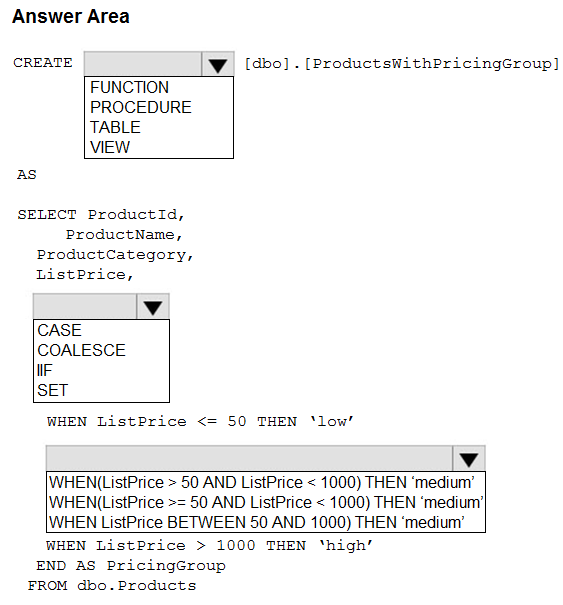 Answer Area
CREATE [dbo].[ProductsWithPricingGroup]
FUNCTION
PROCEDURE
TABLE
VIEW
AS
SELECT ProductId,
ProductName,
ProductCategory,
ListPrice,
CASE
COALESCE
IIF
SET
WHEN ListPrice <= 50 THEN ‘low’
WHEN(ListPrice > 50 AND ListPrice < 1000) THEN ‘medium’
WHEN(ListPrice >= 50 AND ListPrice < 1000) THEN ‘medium’
WHEN ListPrice BETWEEN 50 AND 1000) THEN ‘medium’
WHEN ListPrice > 1000 THEN ‘high’
END AS PricingGroup
FROM dbo.Products